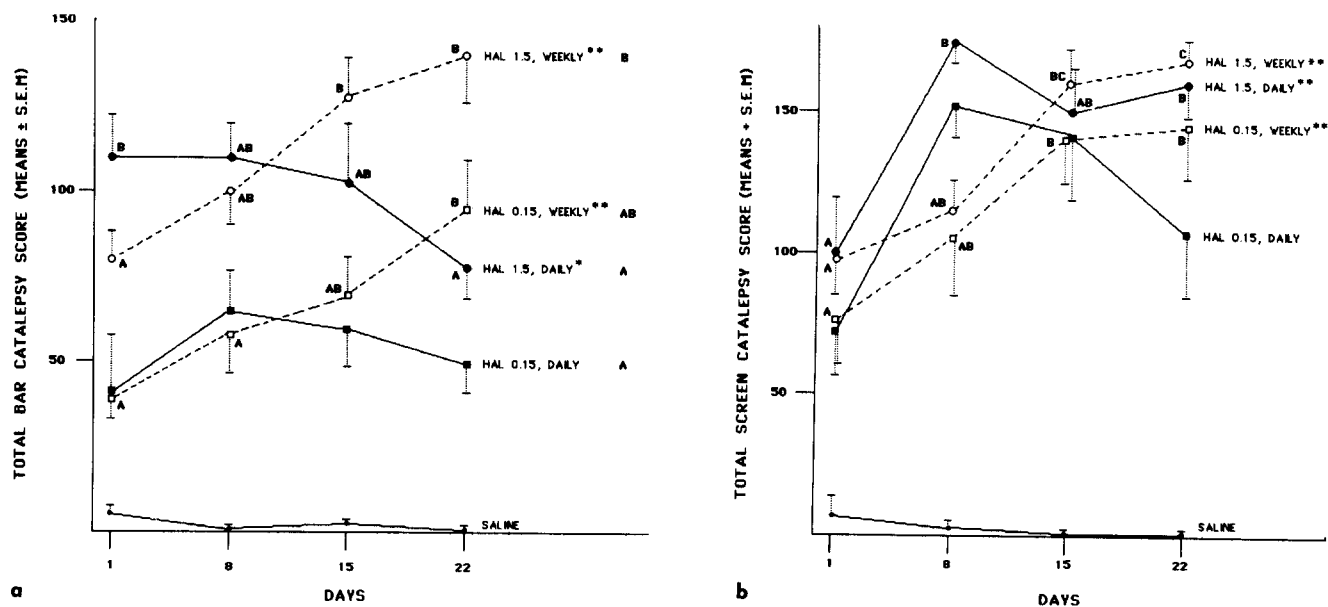 150
100
50
TOTAL BAR CATALEPSY SCORE (MEANS ± S.E.M)
B
AB
AB
A
A
AB
B
B
HAL 1.5, WEEKLY** B
A
AB
AB
B
HAL 0.15, WEEKLY** AB
HAL 1.5, DAILY* A
HAL 0.15, DAILY A
SALINE
1
8
15
22
DAYS
a
150
100
50
TOTAL SCREEN CATALEPSY SCORE (MEANS + S.E.M)
A
B
AB
B
A
AB
BC
C
HAL 1.5, WEEKLY**
HAL 1.5, DAILY**
A
AB
B
B
HAL 0.15, WEEKLY**
HAL 0.15, DAILY
SALINE
1
8
15
22
DAYS
b